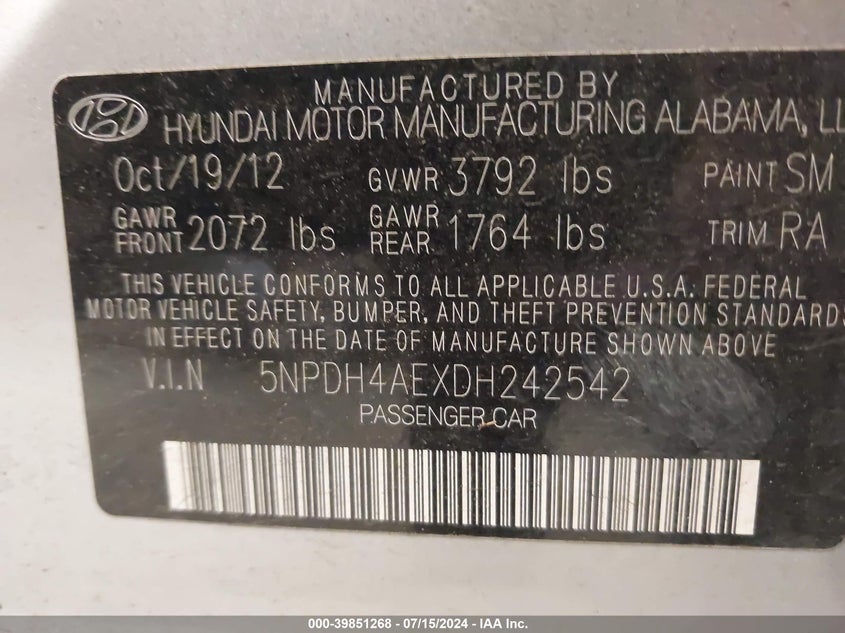 MANUFACTURED BY
HYUNDAI MOTOR MANUFACTURING ALABAMA, LL
Oct/19/12 GVWR 3792 lbs PAINT SM
GAWR FRONT 2072 lbs GAWR REAR 1764 lbs TRIM RA
THIS VEHICLE CONFORMS TO ALL APPLICABLE U.S.A. FEDERAL
MOTOR VEHICLE SAFETY, BUMPER, AND THEFT PREVENTION STANDARDS
IN EFFECT ON THE DATE OF MANUFACTURE SHOWN ABOVE
V.I.N 5NPDH4AEXDH242542
PASSENGER CAR
000-39851268 - 07/15/2024 - IAA Inc.